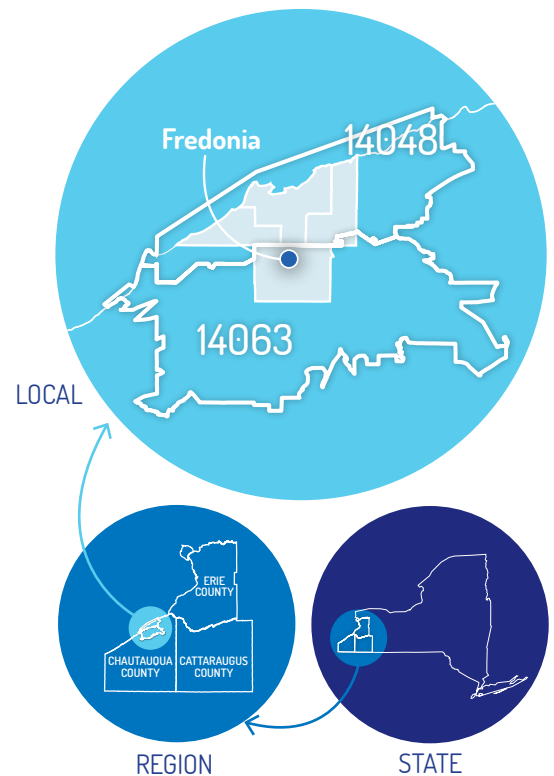 Fredonia
14048
14063
LOCAL
ERIE
COUNTY
CHAUTAUQUA
COUNTY
CATTARAUGUS
COUNTY
REGION
STATE